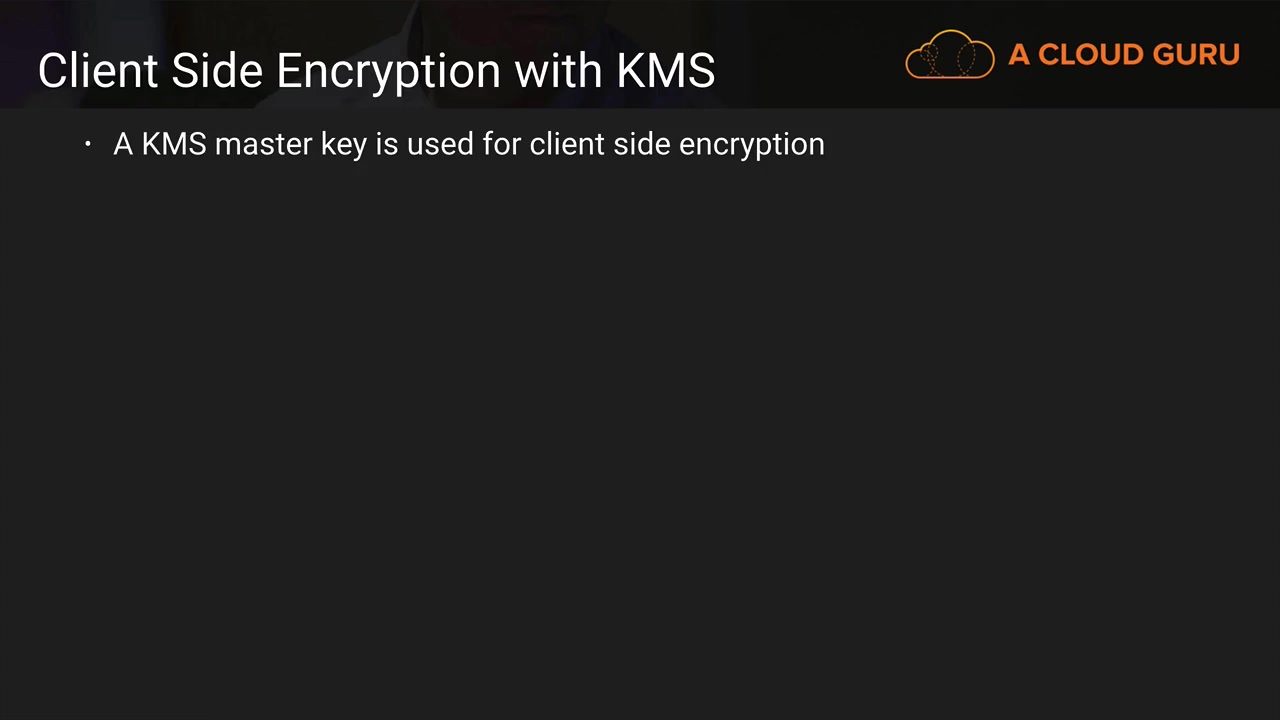 Client Side Encryption with KMS
A CLOUD GURU
· A KMS master key is used for client side encryption